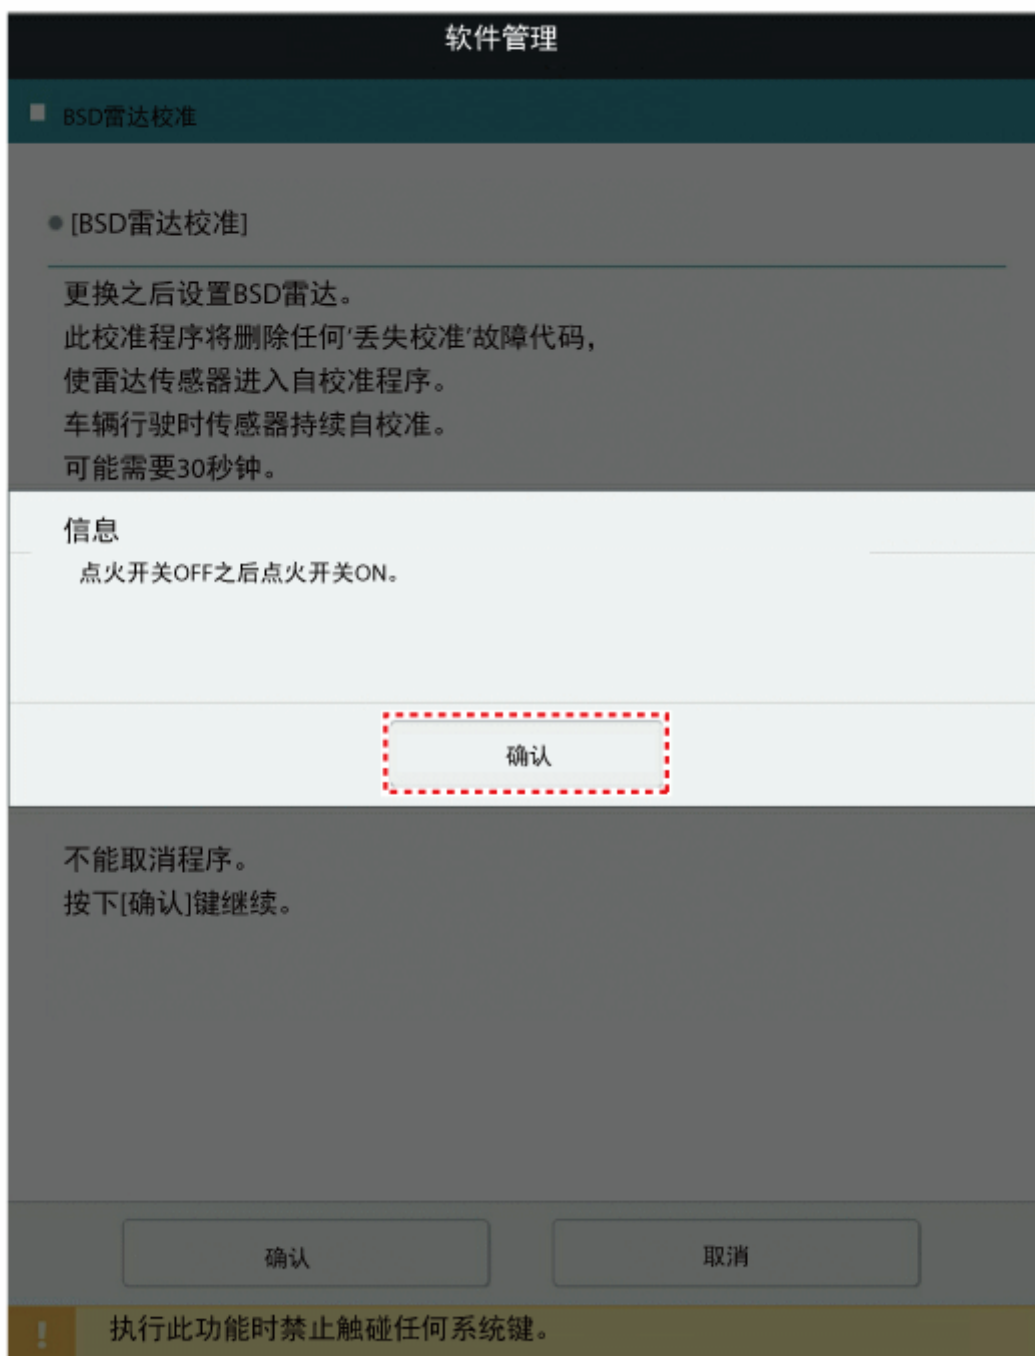 软件管理
BSD雷达校准
[BSD雷达校准]
更换之后设置BSD雷达。
此校准程序将删除任何'丢失校准'故障代码，
使雷达传感器进入自校准程序。
车辆行驶时传感器持续自校准。
可能需要30秒钟。
信息
点火开关OFF之后点火开关ON。
确认
不能取消程序。
按下[确认]键继续。
确认
取消
! 执行此功能时禁止触碰任何系统键。